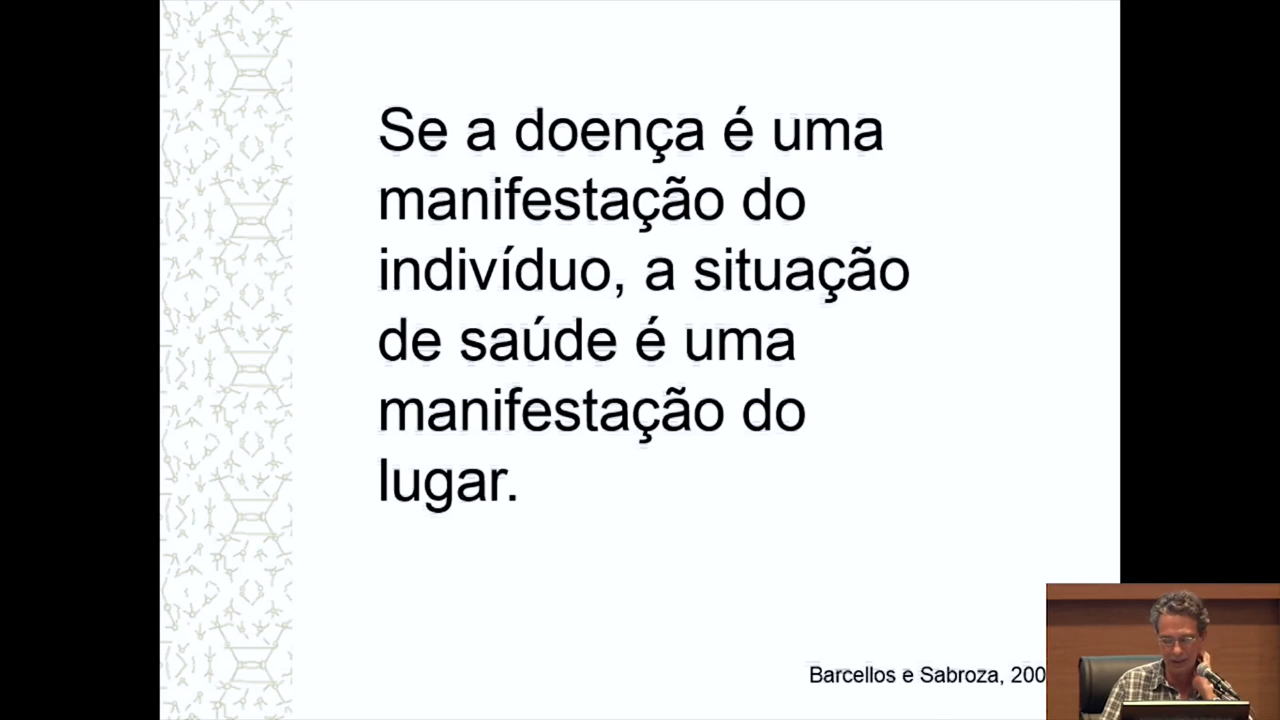 Se a doença é uma
manifestação do
indivíduo, a situação
de saúde é uma
manifestação do
lugar.
Barcellos e Sabroza, 200